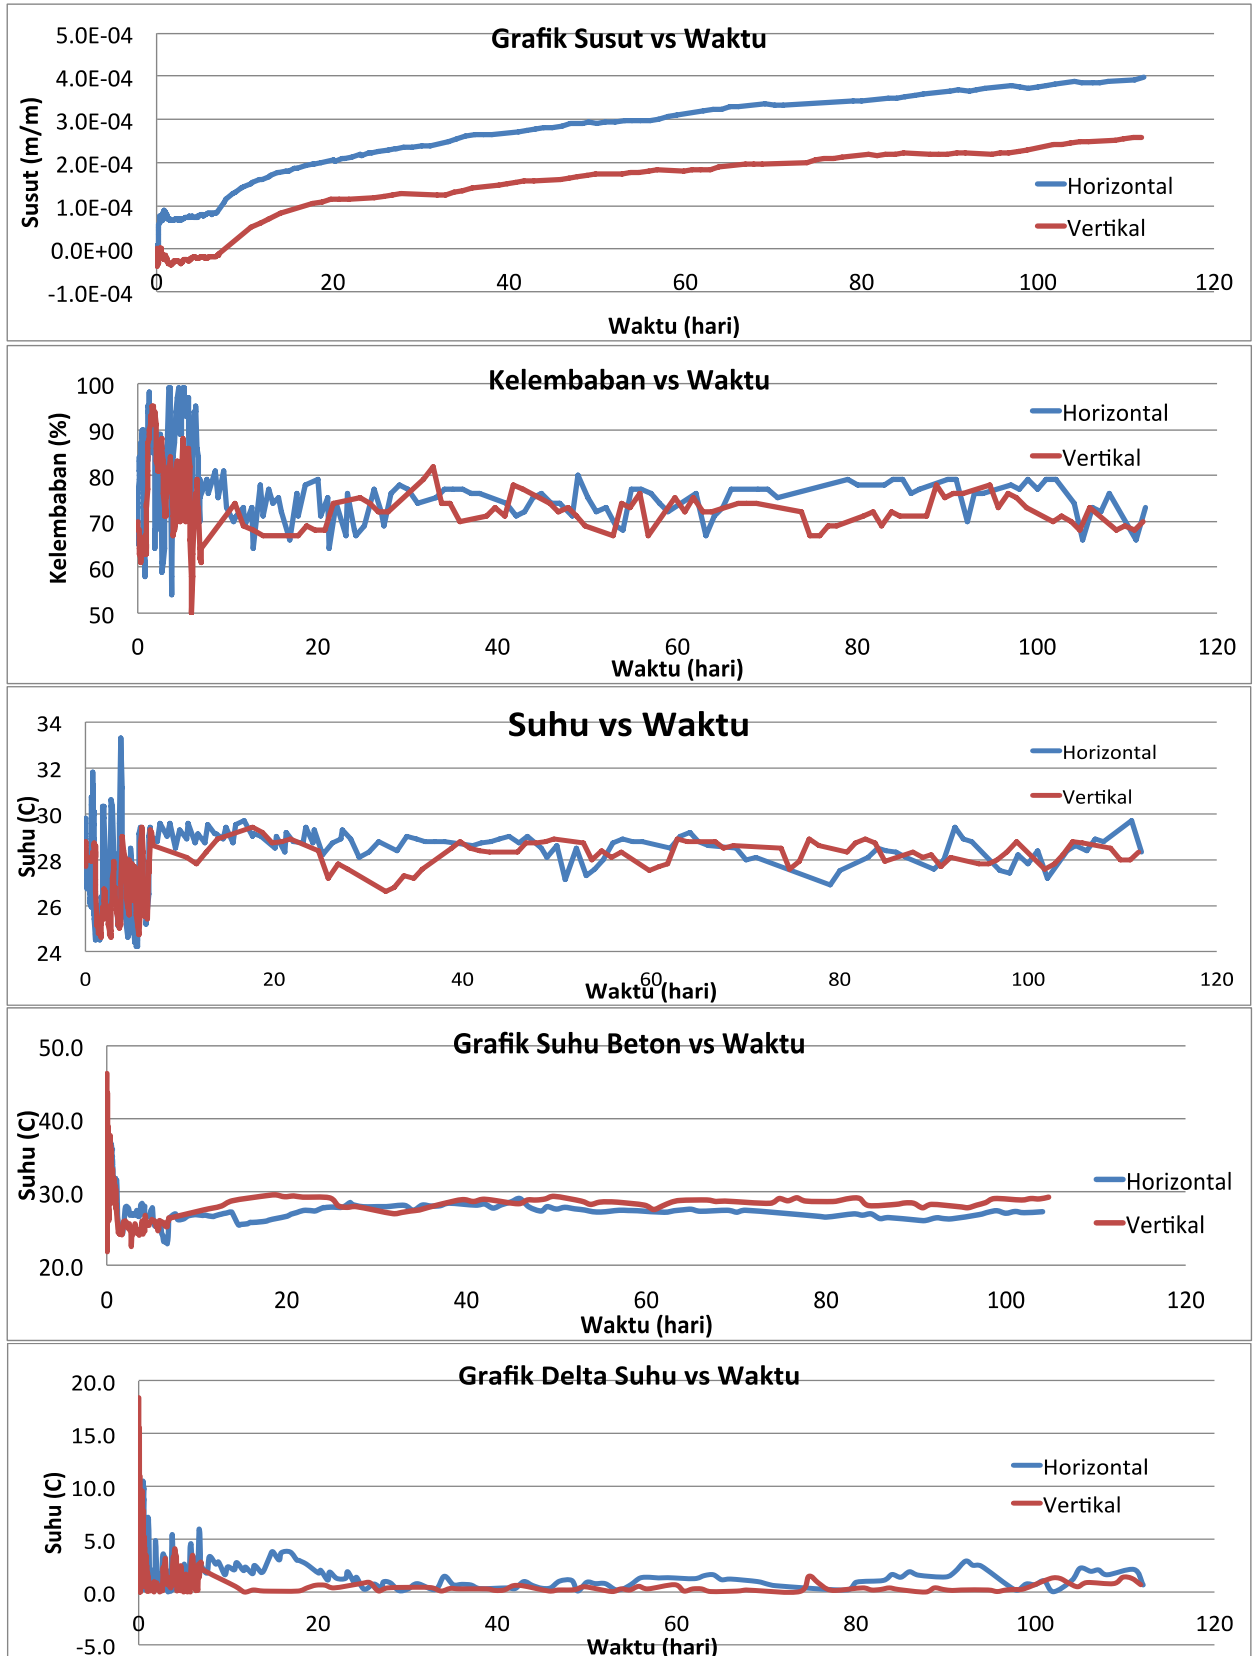 Grafik Susut vs Waktu
5.0E-04
4.0E-04
3.0E-04
2.0E-04
1.0E-04
0.0E+00
-1.0E-04
Susut (m/m)
Horizontal
Vertikal
0 20 40 60 80 100 120
Waktu (hari)
Kelembaban vs Waktu
100
90
80
70
60
50
Kelembaban (%)
Horizontal
Vertikal
0 20 40 60 80 100 120
Waktu (hari)
Suhu vs Waktu
34
32
30
28
26
24
Suhu (C)
Horizontal
Vertikal
0 20 40 60 80 100 120
Waktu (hari)
Grafik Suhu Beton vs Waktu
50.0
40.0
30.0
20.0
Suhu (C)
Horizontal
Vertikal
0 20 40 60 80 100 120
Waktu (hari)
Grafik Delta Suhu vs Waktu
20.0
15.0
10.0
5.0
0.0
-5.0
Suhu (C)
Horizontal
Vertikal
0 20 40 60 80 100 120
Waktu (hari)